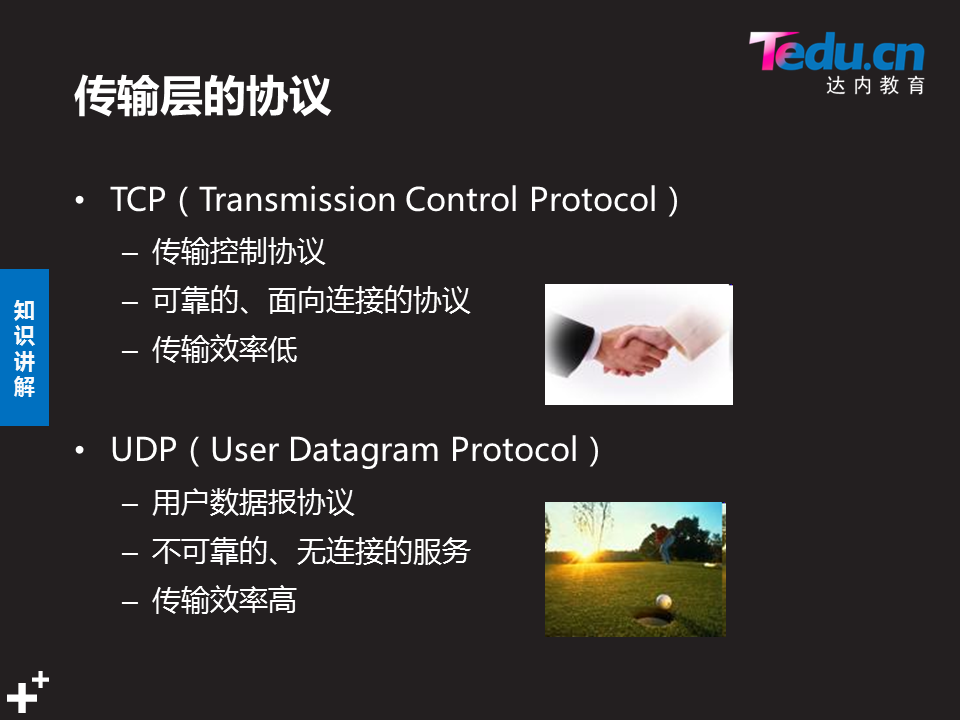 Tedu.cn
达内教育
传输层的协议
• TCP（Transmission Control Protocol）
– 传输控制协议
– 可靠的、面向连接的协议
– 传输效率低
知识讲解
• UDP（User Datagram Protocol）
– 用户数据报协议
– 不可靠的、无连接的服务
– 传输效率高